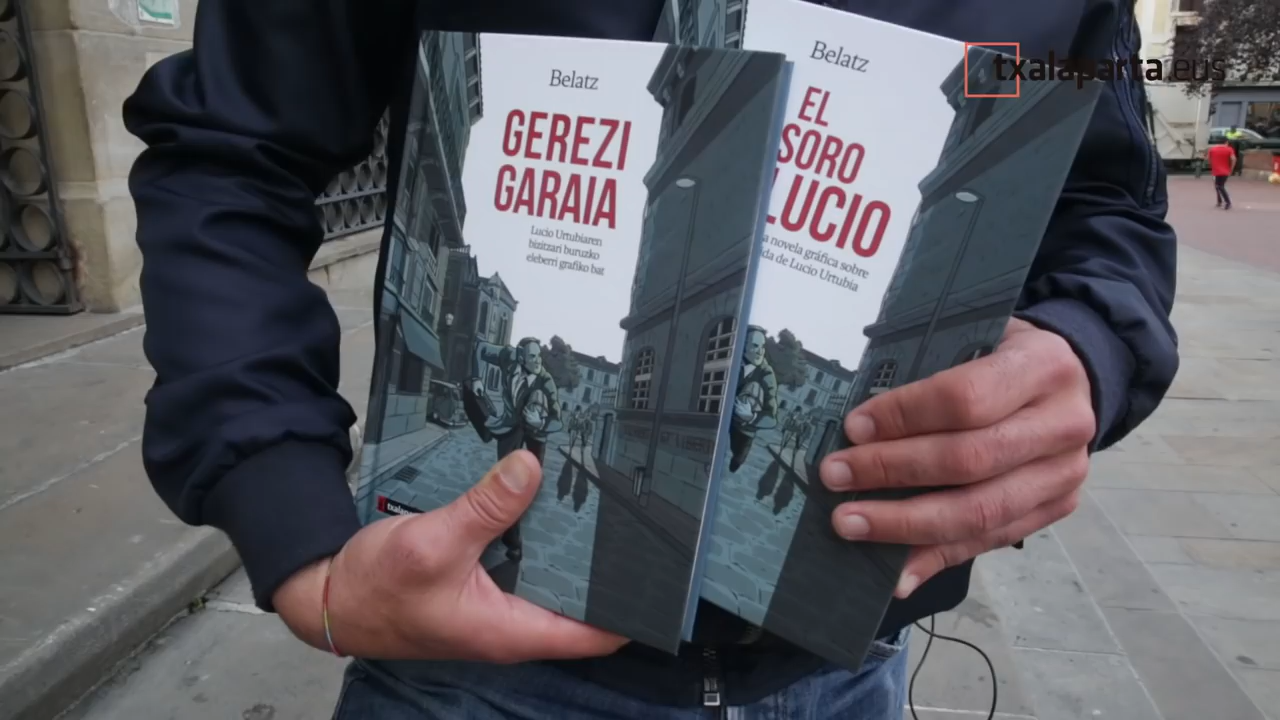 txalaparta.eus
Belatz
GEREZI
GARAIA
Lucio Urtubiaren
bizitzari buruzko
eleberri grafiko bat
Belatz
EL
SORO
LUCIO
novela gráfica sobre
de Lucio Urtubia